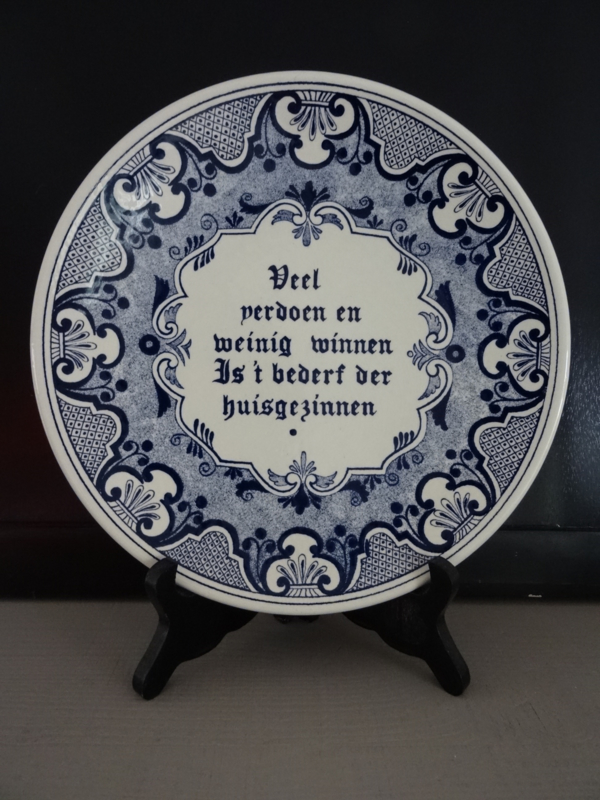 Veel
verdoen en
weinig winnen
Is 't bederf der
huisgezinnen